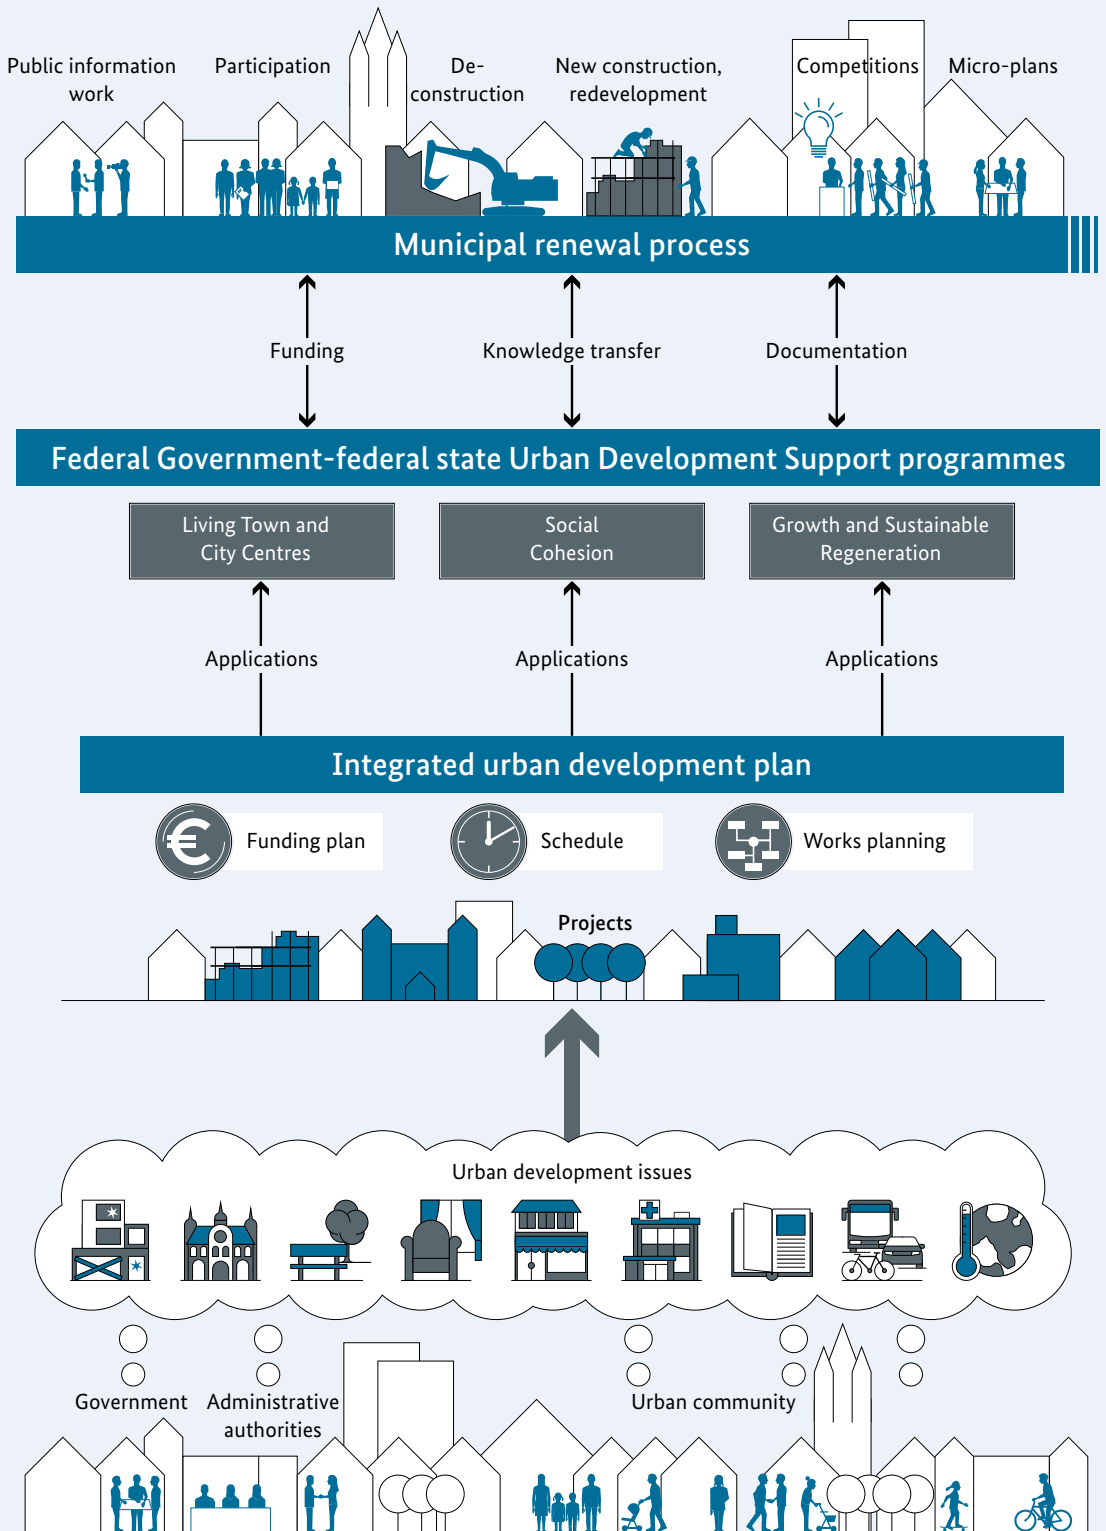 Public information
work
Participation
De-
construction
New construction,
redevelopment
Competitions
Micro-plans
Municipal renewal process
Funding
Knowledge transfer
Documentation
Federal Government-federal state Urban Development Support programmes
Living Town and
City Centres
Social
Cohesion
Growth and Sustainable
Regeneration
Applications
Applications
Applications
Integrated urban development plan
Funding plan
Schedule
Works planning
Projects
Urban development issues
Government
Administrative
authorities
Urban community